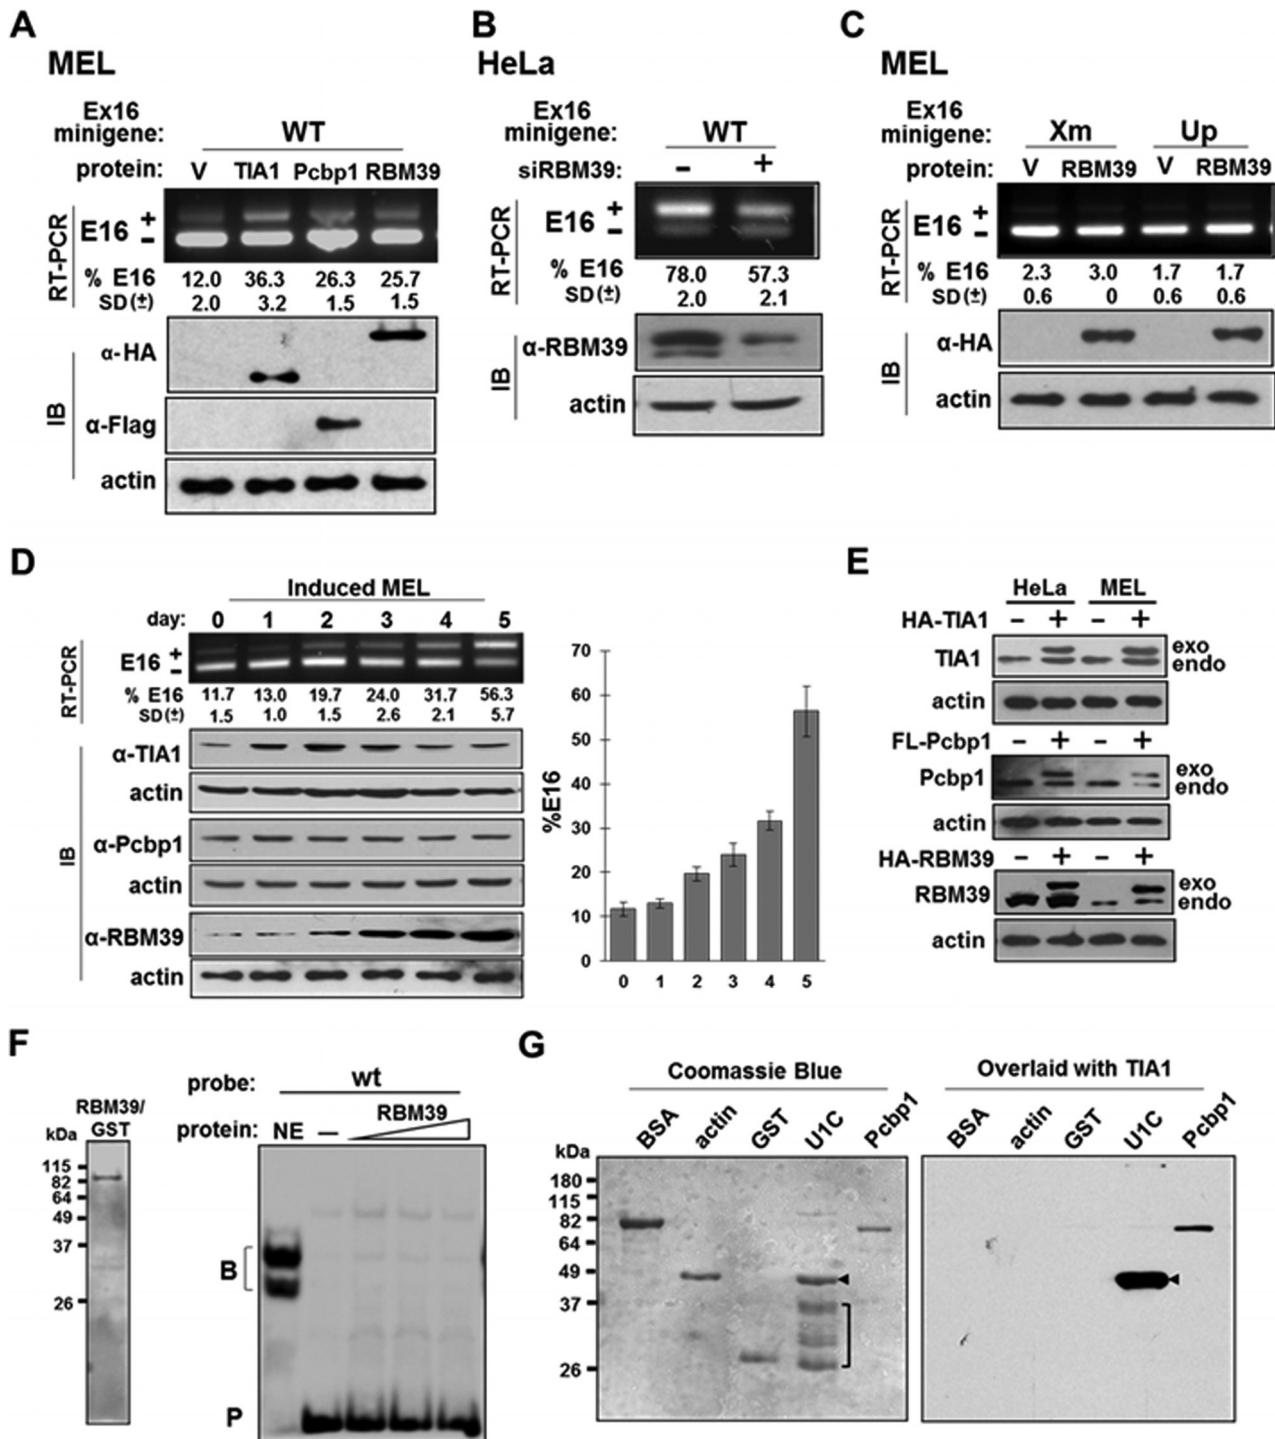 A
MEL
Ex16
minigene: WT
protein: V TIA1 Pcbp1 RBM39
RT-PCR
E16 + –
% E16 12.0 36.3 26.3 25.7
SD (±) 2.0 3.2 1.5 1.5
IB
α-HA
α-Flag
actin
B
HeLa
Ex16
minigene: WT
siRBM39: – +
RT-PCR
E16 + –
% E16 78.0 57.3
SD (±) 2.0 2.1
IB
α-RBM39
actin
C
MEL
Ex16
minigene: Xm Up
protein: V RBM39 V RBM39
RT-PCR
E16 + –
% E16 2.3 3.0 1.7 1.7
SD (±) 0.6 0 0.6 0.6
IB
α-HA
actin
D
Induced MEL
day: 0 1 2 3 4 5
RT-PCR
E16 + –
% E16 11.7 13.0 19.7 24.0 31.7 56.3
SD (±) 1.5 1.0 1.5 2.6 2.1 5.7
IB
α-TIA1
actin
α-Pcbp1
actin
α-RBM39
actin
%E16
70
60
50
40
30
20
10
0
0 1 2 3 4 5
E
HeLa MEL
HA-TIA1 – + – +
TIA1 exo
endo
actin
FL-Pcbp1 – + – +
Pcbp1 exo
endo
actin
HA-RBM39 – + – +
RBM39 exo
endo
actin
F
RBM39/
GST
kDa
115
82
64
49
37
26
probe: wt
RBM39
protein: NE –
B
P
G
Coomassie Blue
BSA actin GST U1C Pcbp1
kDa
180
115
82
64
49
37
26
Overlaid with TIA1
BSA actin GST U1C Pcbp1